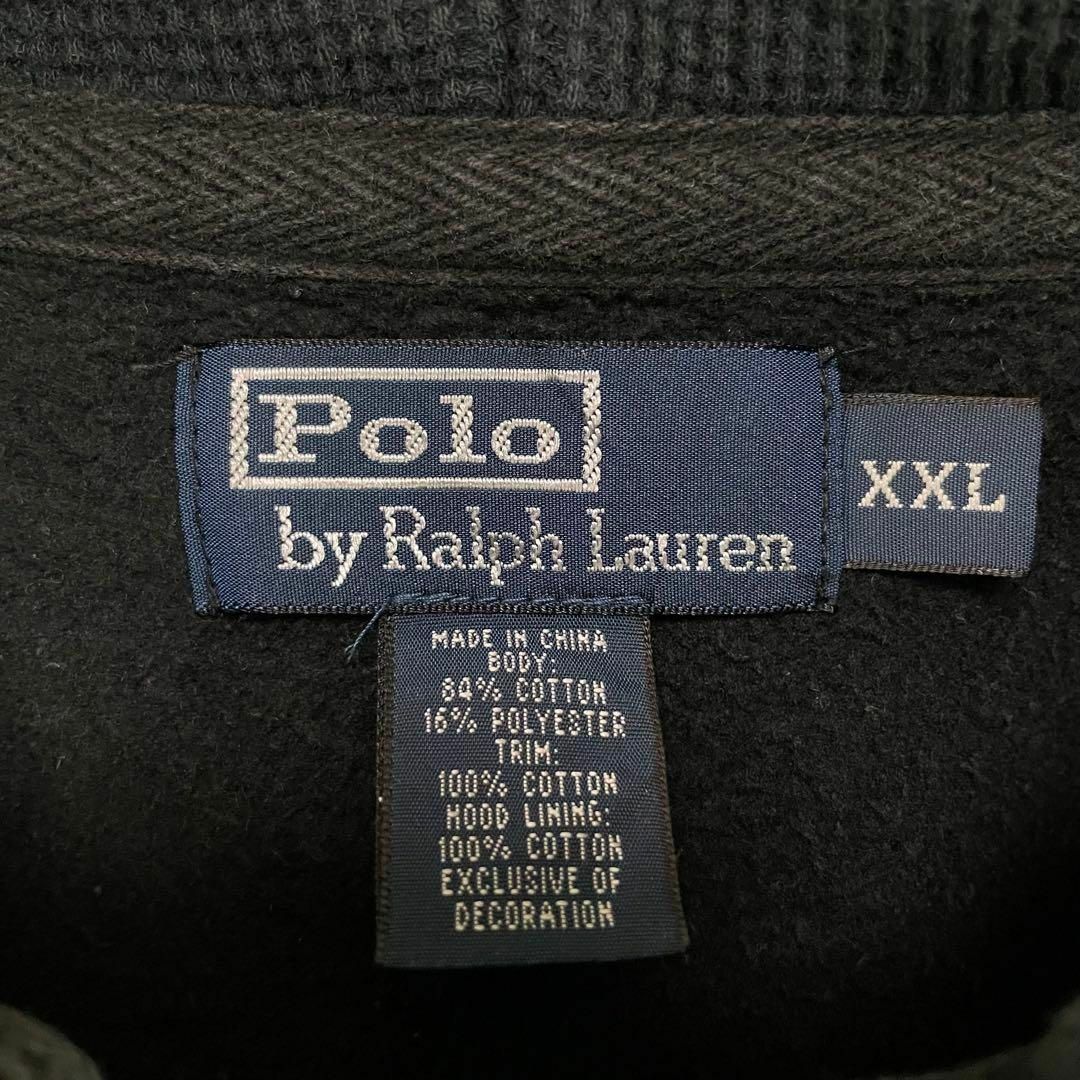 Polo
by Ralph Lauren
XXL
MADE IN CHINA
BODY:
84% COTTON
16% POLYESTER
TRIM:
100% COTTON
HOOD LINING:
100% COTTON
EXCLUSIVE OF
DECORATION